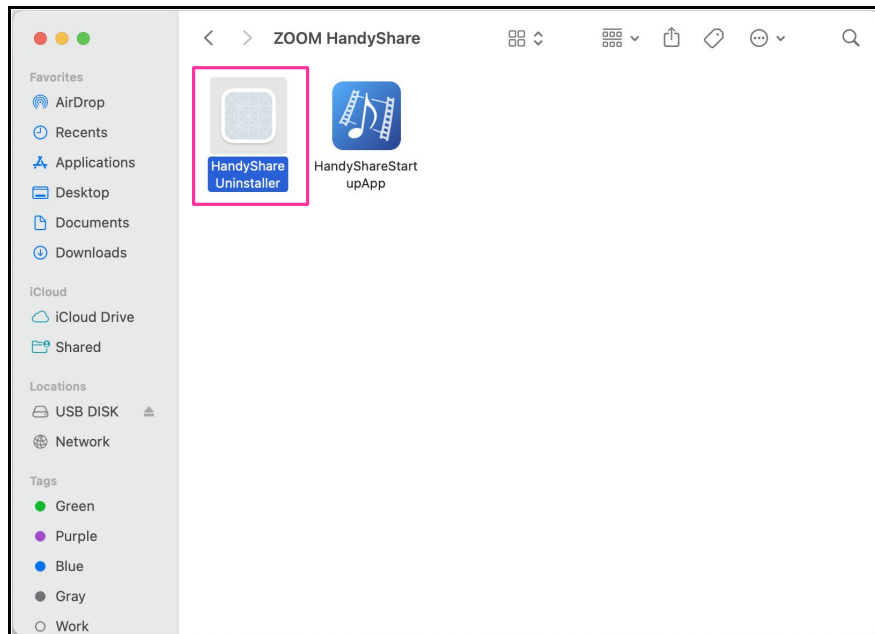 ZOOM HandyShare
Favorites
AirDrop
Recents
Applications
Desktop
Documents
Downloads
iCloud
iCloud Drive
Shared
Locations
USB DISK
Network
Tags
Green
Purple
Blue
Gray
Work
HandyShare
Uninstaller
HandyShareStart
upApp